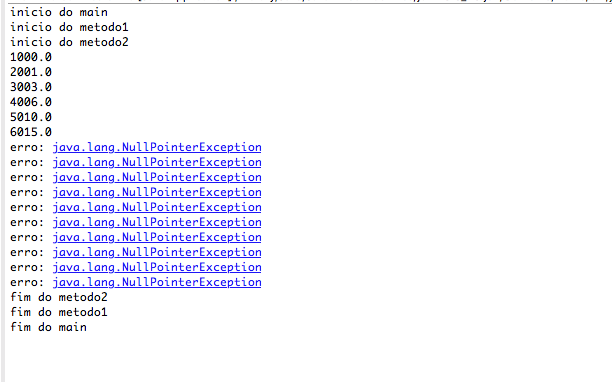 inicio do main
inicio do metodo1
inicio do metodo2
1000.0
2001.0
3003.0
4006.0
5010.0
6015.0
erro: java.lang.NullPointerException
erro: java.lang.NullPointerException
erro: java.lang.NullPointerException
erro: java.lang.NullPointerException
erro: java.lang.NullPointerException
erro: java.lang.NullPointerException
erro: java.lang.NullPointerException
erro: java.lang.NullPointerException
erro: java.lang.NullPointerException
erro: java.lang.NullPointerException
fim do metodo2
fim do metodo1
fim do main